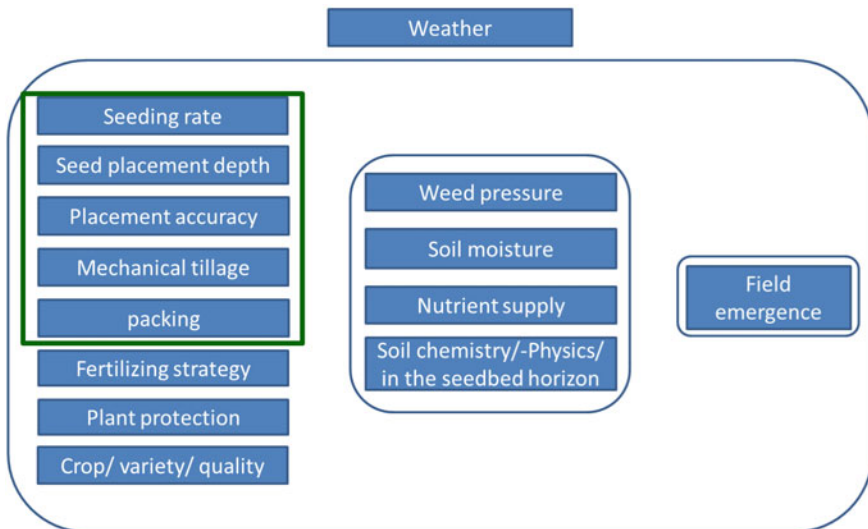 Weather
Seeding rate
Seed placement depth
Placement accuracy
Mechanical tillage
packing
Fertilizing strategy
Plant protection
Crop/ variety/ quality
Weed pressure
Soil moisture
Nutrient supply
Soil chemistry/-Physics/
in the seedbed horizon
Field
emergence